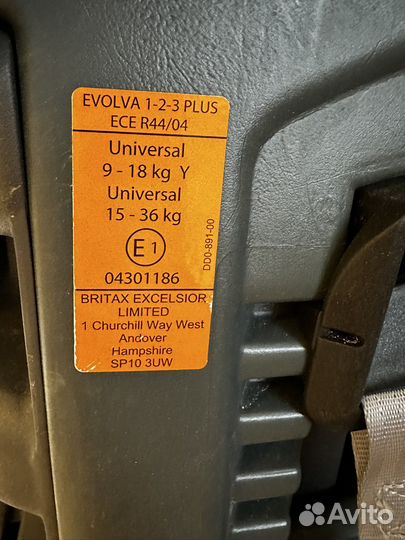 EVOLVA 1-2-3 PLUS
ECE R44/04
Universal
9 - 18 kg Y
Universal
15 - 36 kg
E 1
04301186
DD0-891-00
BRITAX EXCELSIOR
LIMITED
1 Churchill Way West
Andover
Hampshire
SP10 3UW
Avito